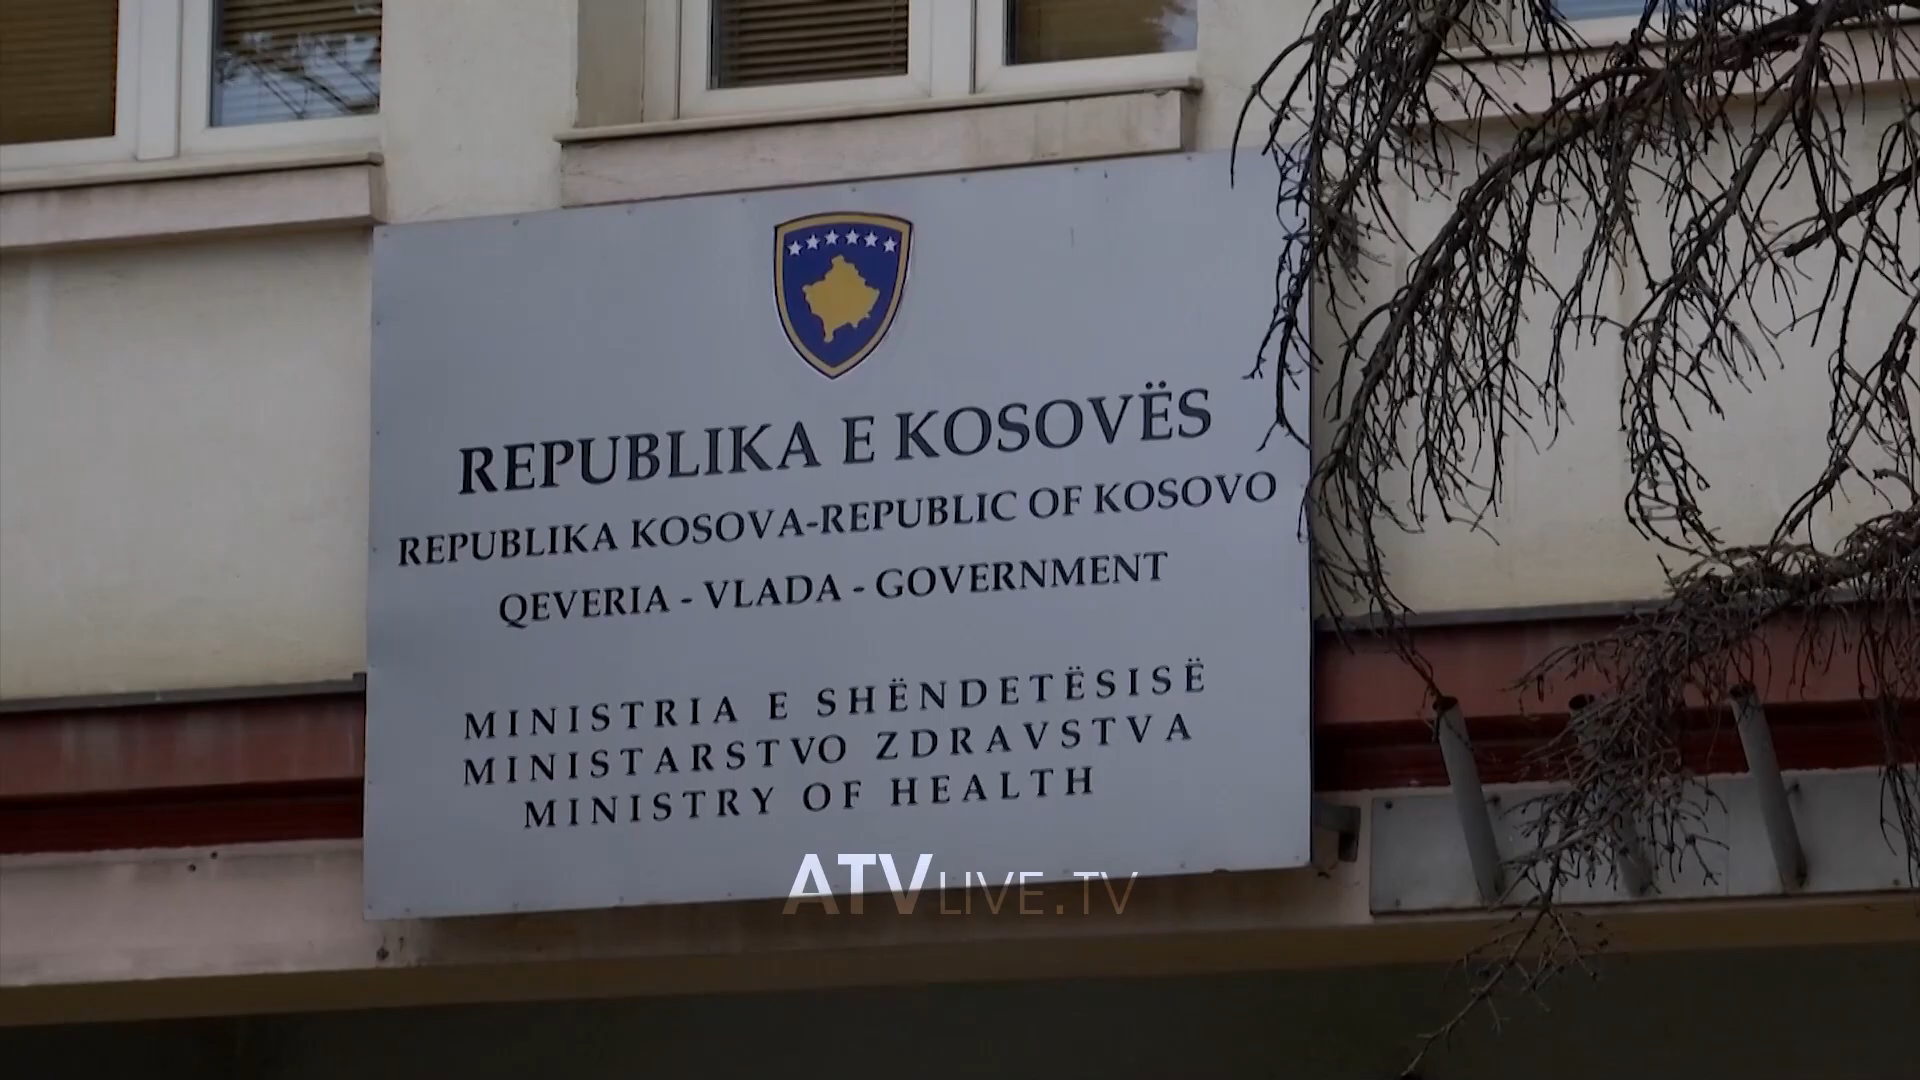 REPUBLIKA E KOSOVËS
REPUBLIKA KOSOVA-REPUBLIC OF KOSOVO
QEVERIA - VLADA - GOVERNMENT
MINISTRIA E SHËNDETËSISË
MINISTARSTVO ZDRAVSTVA
MINISTRY OF HEALTH
ATVLIVE.TV